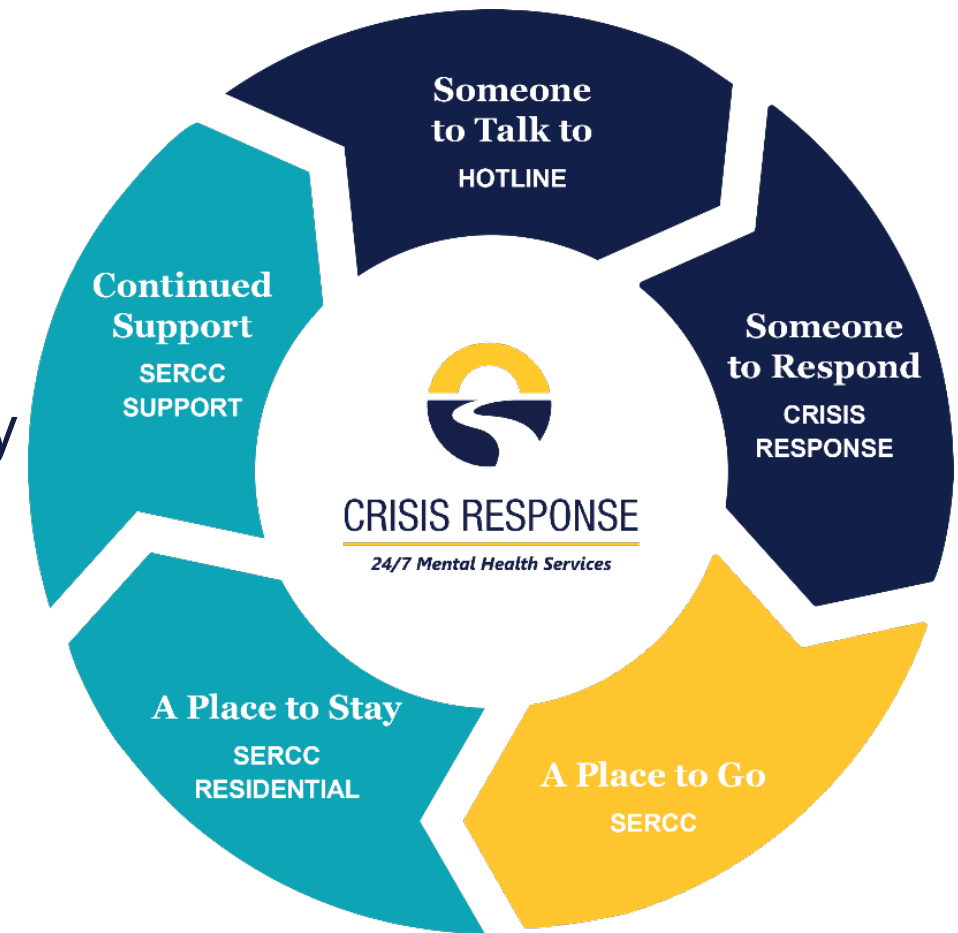 Someone
to Talk to
HOTLINE
Someone
to Respond
CRISIS
RESPONSE
A Place to Go
SERCC
A Place to Stay
SERCC
RESIDENTIAL
Continued
Support
SERCC
SUPPORT
y
CRISIS RESPONSE
24/7 Mental Health Services